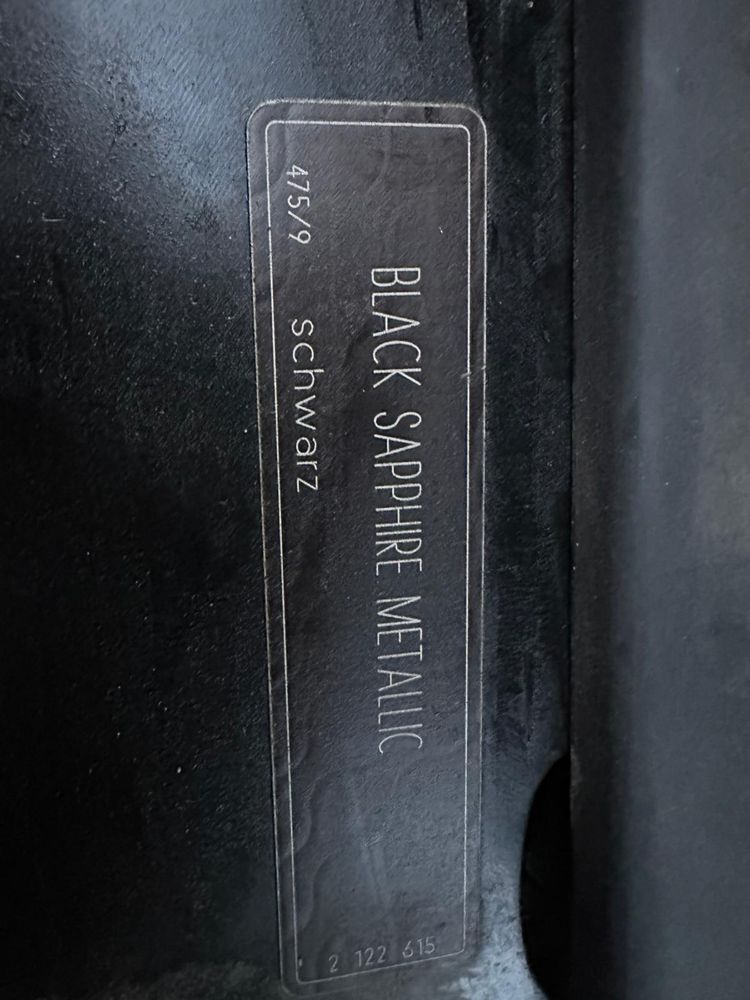 BLACK SAPPHIRE METALLIC
475/9 schwarz
2 122 615